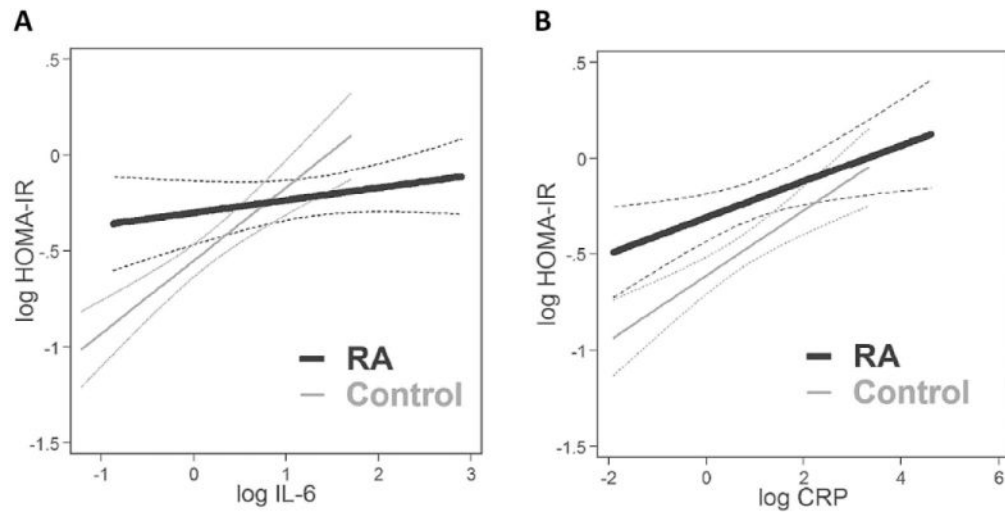 A
.5
0
-.5
-1
-1.5
log HOMA-IR
RA
Control
-1 0 1 2 3
log IL-6
B
.5
0
-.5
-1
-1.5
log HOMA-IR
RA
Control
-2 0 2 4 6
log CRP